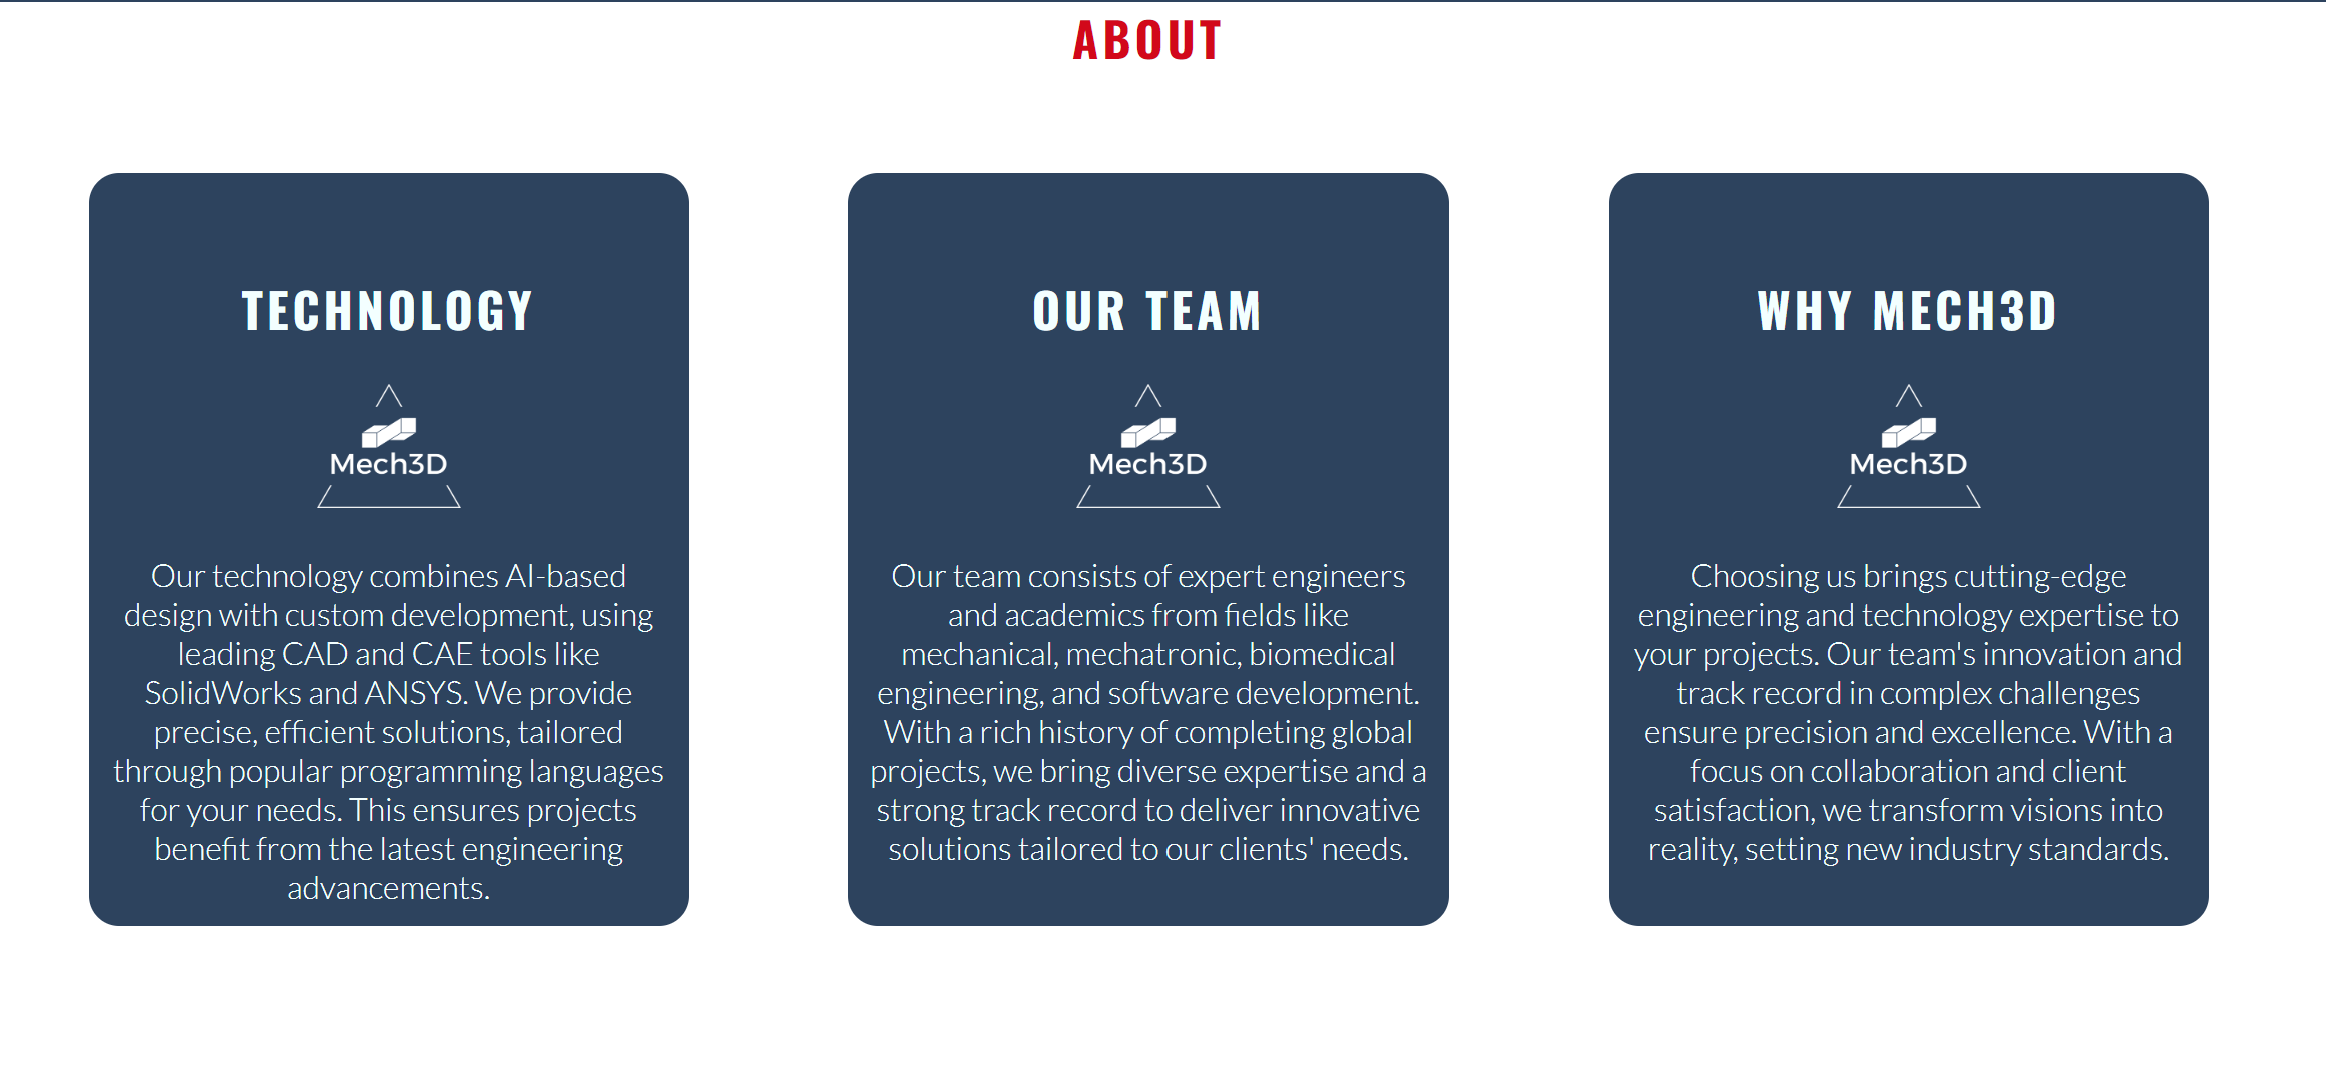 ABOUT
TECHNOLOGY
Mech3D
Our technology combines AI-based
design with custom development, using
leading CAD and CAE tools like
SolidWorks and ANSYS. We provide
precise, efficient solutions, tailored
through popular programming languages
for your needs. This ensures projects
benefit from the latest engineering
advancements.
OUR TEAM
Mech3D
Our team consists of expert engineers
and academics from fields like
mechanical, mechatronic, biomedical
engineering, and software development.
With a rich history of completing global
projects, we bring diverse expertise and a
strong track record to deliver innovative
solutions tailored to our clients' needs.
WHY MECH3D
Mech3D
Choosing us brings cutting-edge
engineering and technology expertise to
your projects. Our team's innovation and
track record in complex challenges
ensure precision and excellence. With a
focus on collaboration and client
satisfaction, we transform visions into
reality, setting new industry standards.